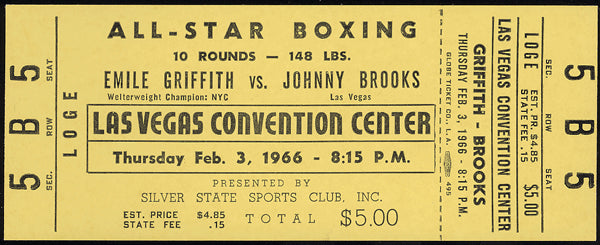 5 SEAT
B ROW
5 SEC.
LOGE
ALL-STAR BOXING
10 ROUNDS — 148 LBS.
EMILE GRIFFITH vs. JOHNNY BROOKS
Welterweight Champion: NYC Las Vegas
LAS VEGAS CONVENTION CENTER
Thursday Feb. 3, 1966 - 8:15 P.M.
PRESENTED BY
SILVER STATE SPORTS CLUB, INC.
EST. PRICE $4.85
STATE FEE .15
TOTAL $5.00
GLOBE TICKET CO., L.A. 495
THURSDAY FEB. 3, 1966 - 8:15 P.M.
GRIFFITH - BROOKS
LAS VEGAS CONVENTION CENTER
LOGE
EST. PR. $4.85
STATE FEE .15
$5.00
SEC. ROW SEAT
5 B 5